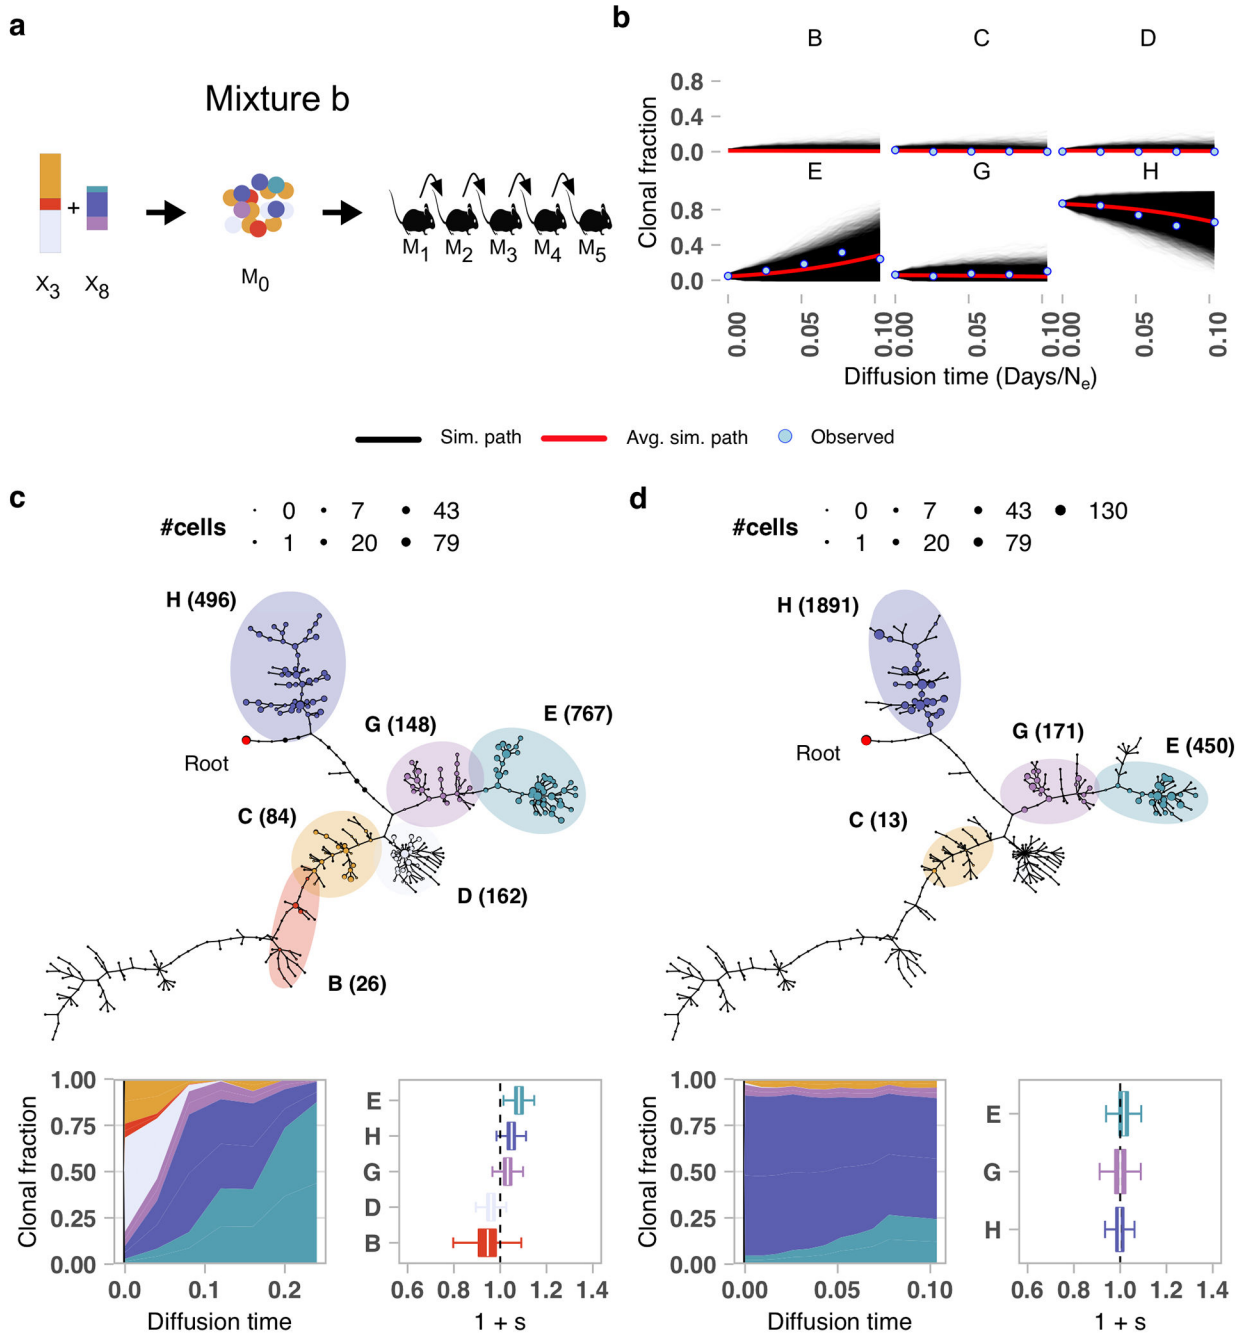 a
Mixture b
+
X3
X8
M0
M1 M2 M3 M4 M5
b
B C D
0.8
0.4
0.0
E G H
0.8
0.4
0.0
Clonal fraction
0.00 0.05 0.10 0.00 0.05 0.10 0.00 0.05 0.10
Diffusion time (Days/Ne)
Sim. path Avg. sim. path Observed
c
#cells
0 7 43
1 20 79
H (496)
Root
G (148)
E (767)
C (84)
D (162)
B (26)
1.00
0.75
0.50
0.25
0.00
Clonal fraction
0.0 0.1 0.2
Diffusion time
E
H
G
D
B
0.6 0.8 1.0 1.2 1.4
1 + s
d
#cells
0 7 43 130
1 20 79
H (1891)
Root
G (171)
E (450)
C (13)
1.00
0.75
0.50
0.25
0.00
Clonal fraction
0.00 0.05 0.10
Diffusion time
E
G
H
0.6 0.8 1.0 1.2 1.4
1 + s